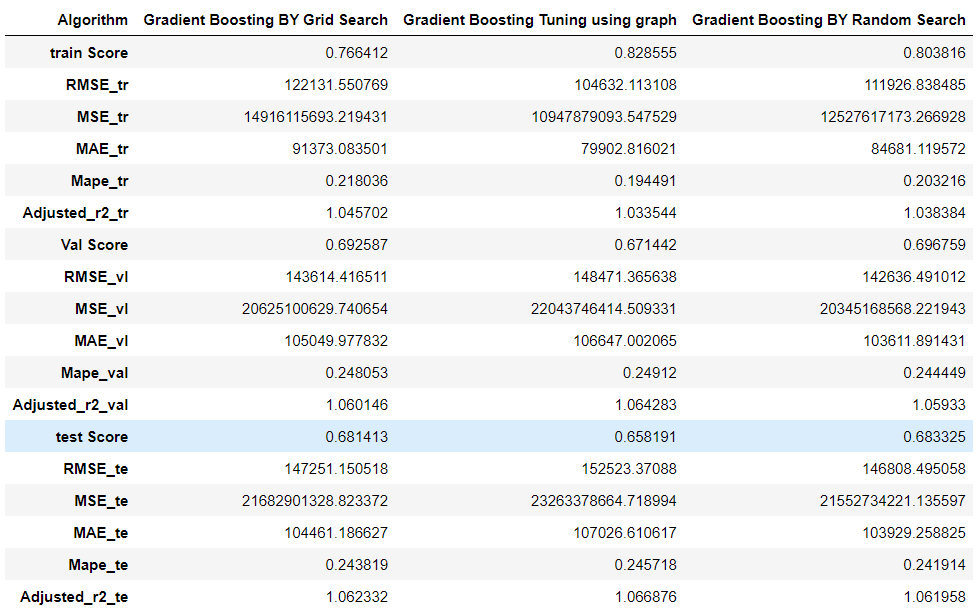 Algorithm Gradient Boosting BY Grid Search Gradient Boosting Tuning using graph Gradient Boosting BY Random Search
train Score 0.766412 0.828555 0.803816
RMSE_tr 122131.550769 104632.113108 111926.838485
MSE_tr 14916115693.219431 10947879093.547529 12527617173.266928
MAE_tr 91373.083501 79902.816021 84681.119572
Mape_tr 0.218036 0.194491 0.203216
Adjusted_r2_tr 1.045702 1.033544 1.038384
Val Score 0.692587 0.671442 0.696759
RMSE_vl 143614.416511 148471.365638 142636.491012
MSE_vl 20625100629.740654 22043746414.509331 20345168568.221943
MAE_vl 105049.977832 106647.002065 103611.891431
Mape_val 0.248053 0.24912 0.244449
Adjusted_r2_val 1.060146 1.064283 1.05933
test Score 0.681413 0.658191 0.683325
RMSE_te 147251.150518 152523.37088 146808.495058
MSE_te 21682901328.823372 23263378664.718994 21552734221.135597
MAE_te 104461.186627 107026.610617 103929.258825
Mape_te 0.243819 0.245718 0.241914
Adjusted_r2_te 1.062332 1.066876 1.061958